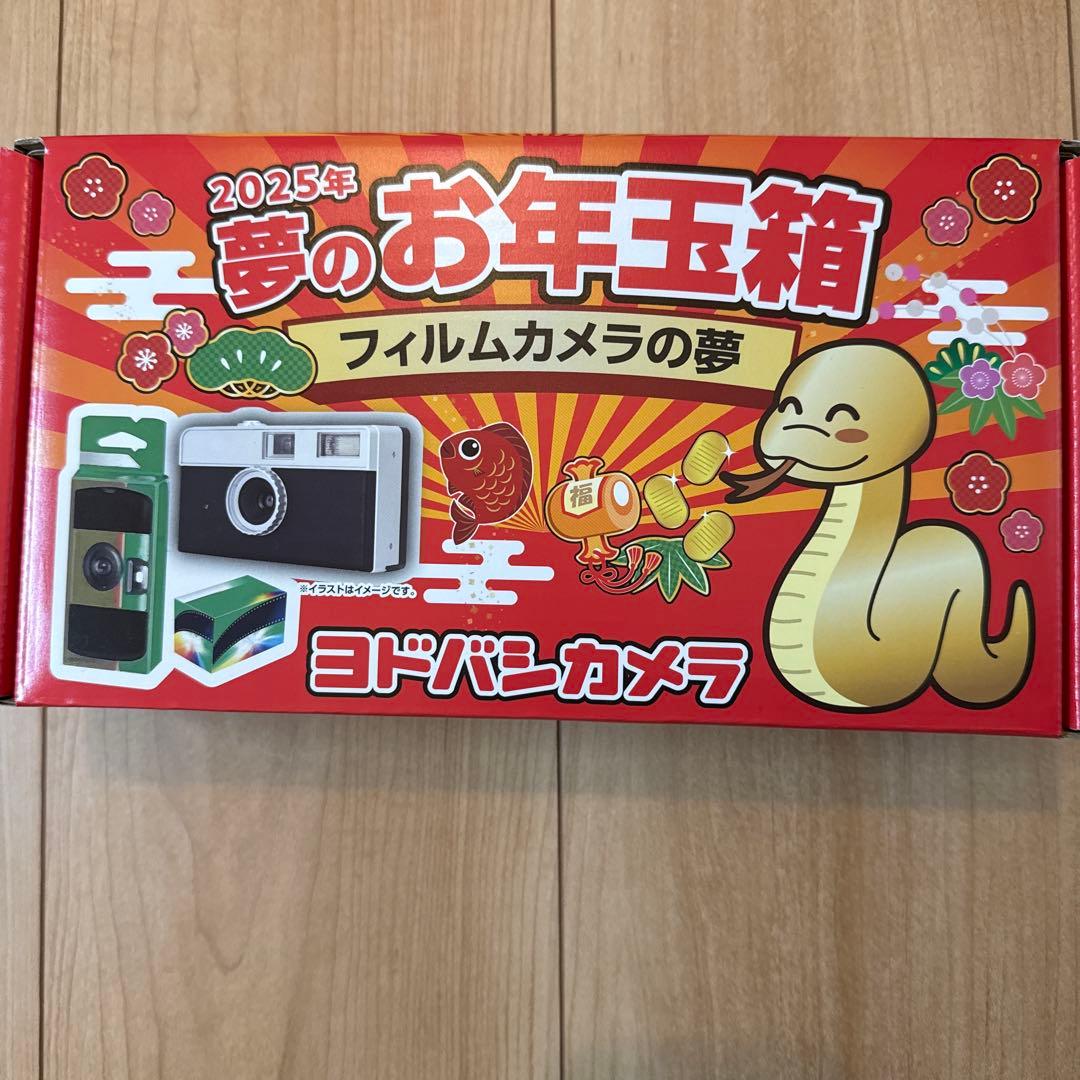 2025年
夢のお年玉箱
フィルムカメラの夢
福
※イラストはイメージです。
ヨドバシカメラ